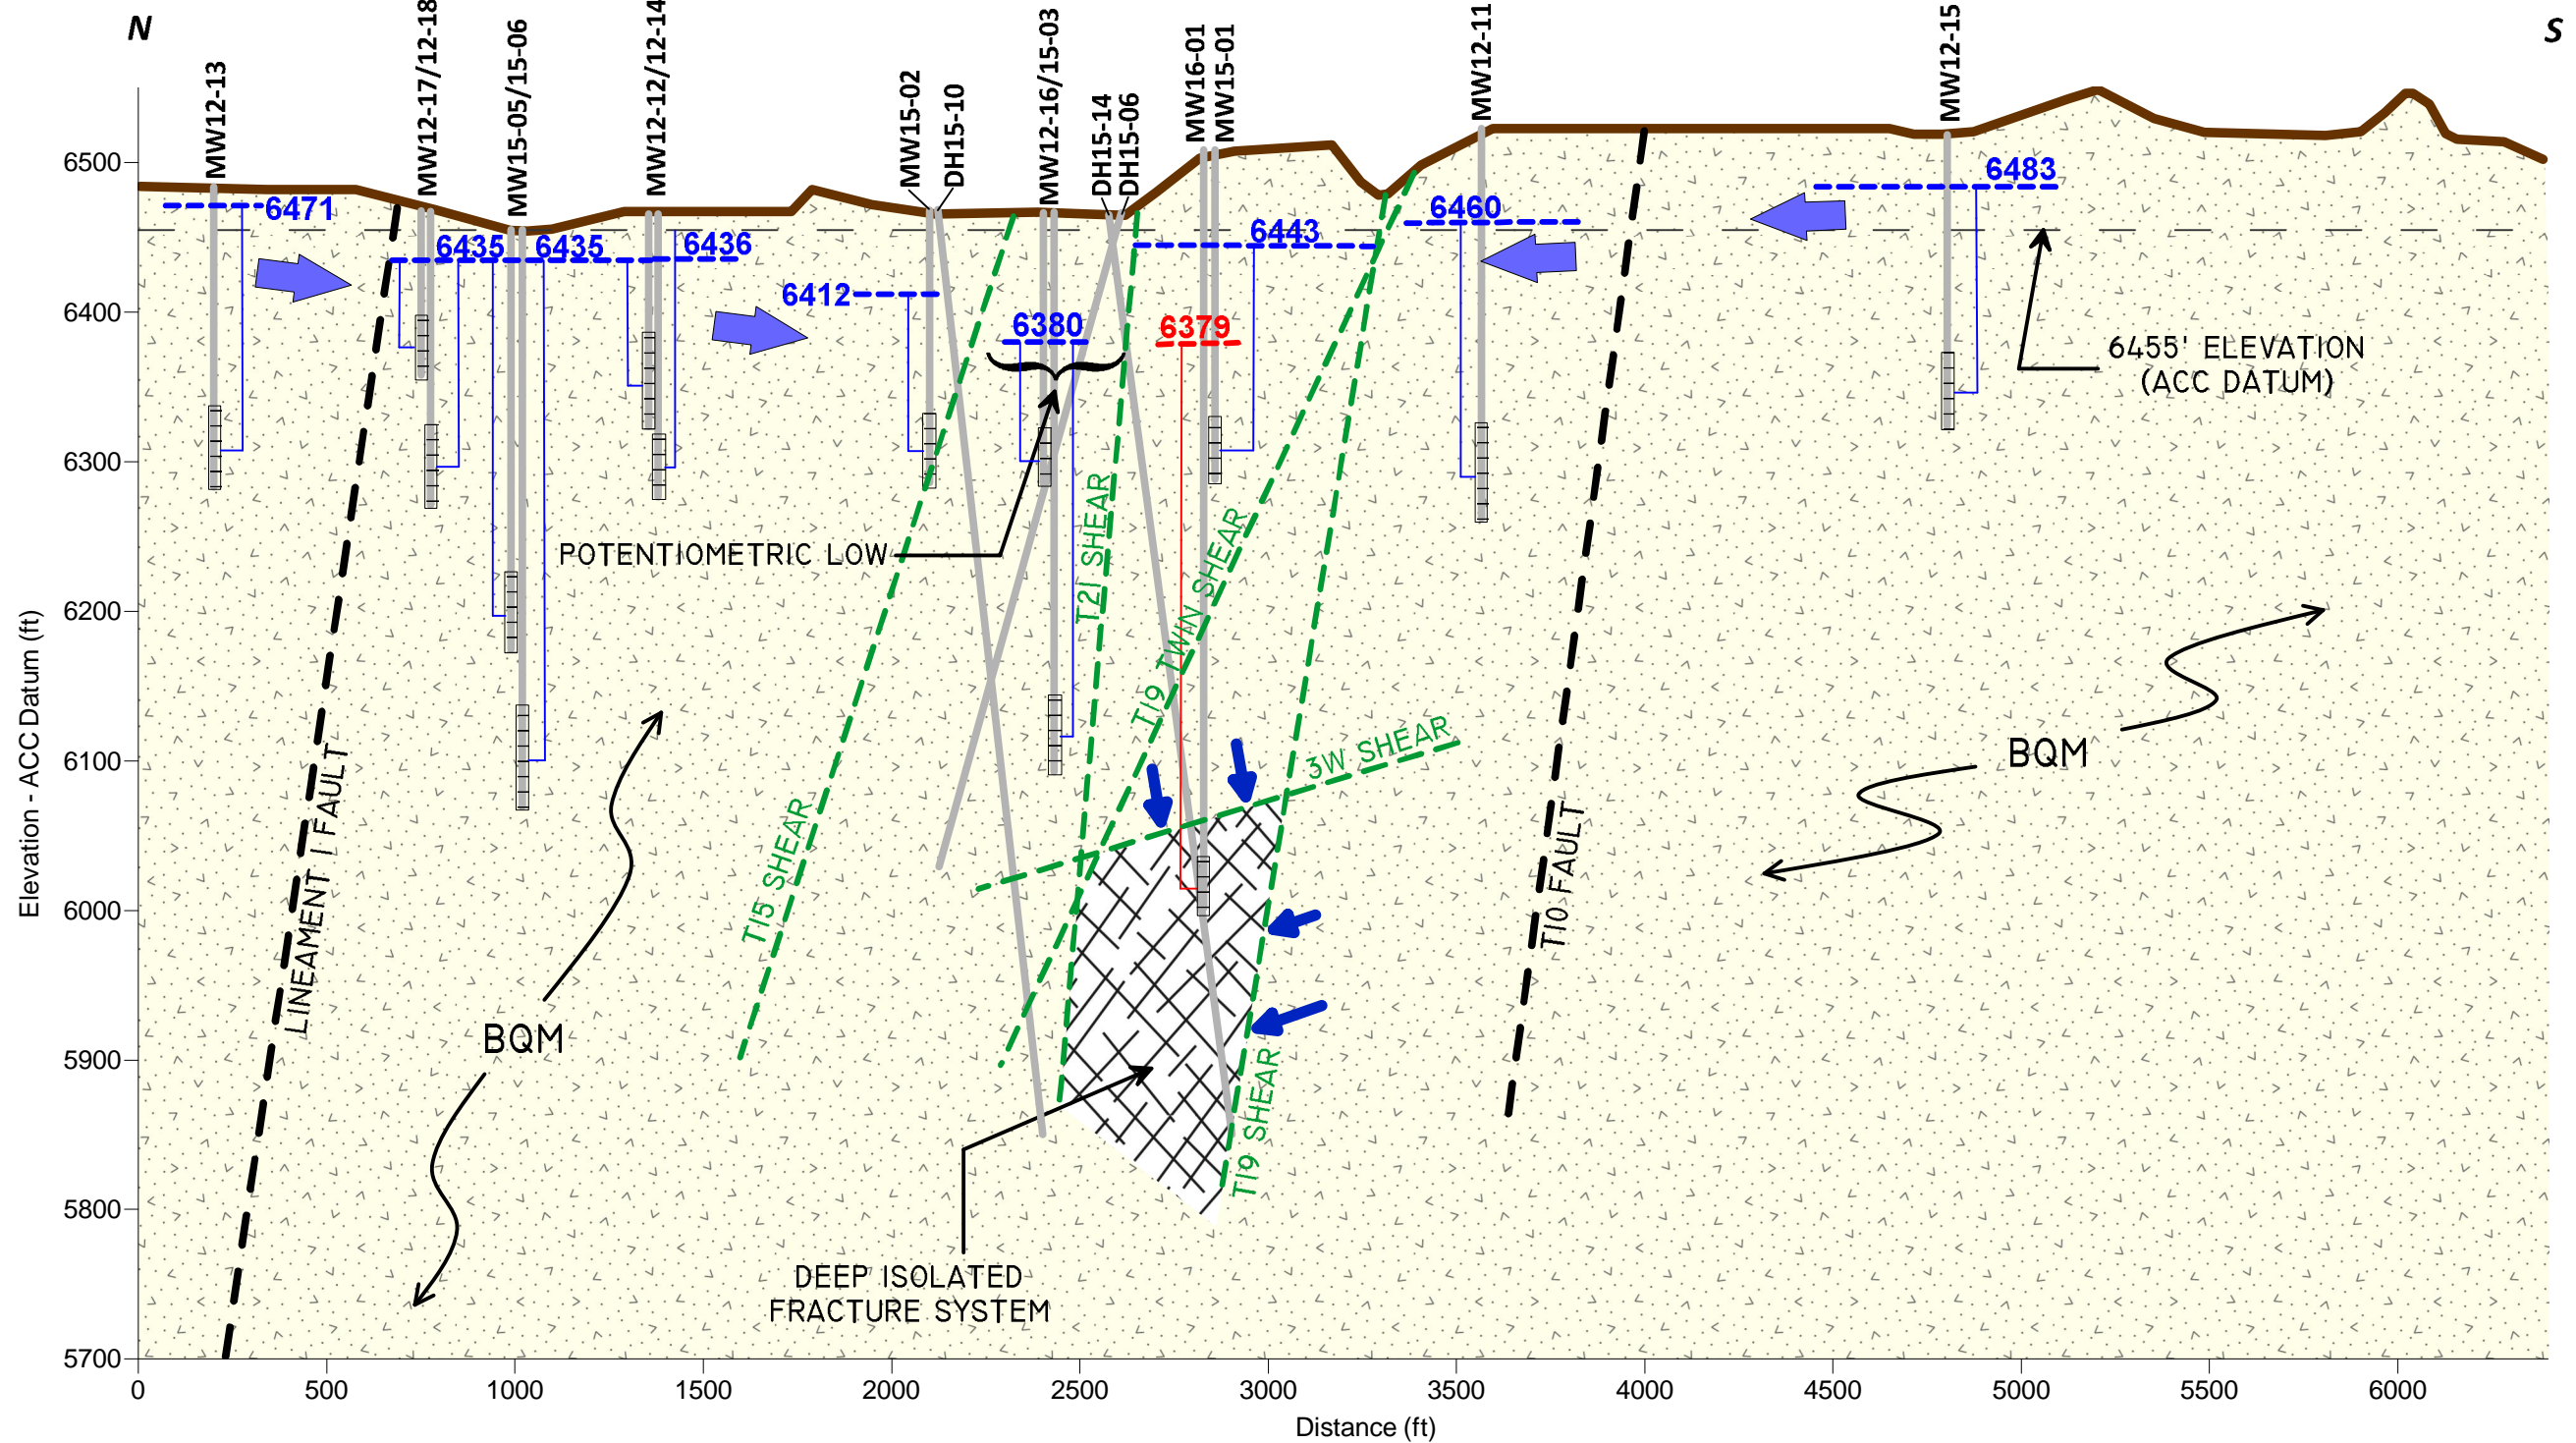 N
S
MW12-13
MW12-17/12-18
MW15-05/15-06
MW12-12/12-14
MW15-02
DH15-10
MW12-16/15-03
DH15-14
DH15-06
MW16-01
MW15-01
MW12-11
MW12-15
6471
6435
6435
6436
6412
6380
6443
6379
6460
6483
6455' ELEVATION
(ACC DATUM)
POTENTIOMETRIC LOW
T21 SHEAR
T19 TWIN SHEAR
3W SHEAR
T15 SHEAR
T19 SHEAR
LINEAMENT 1 FAULT
T10 FAULT
BQM
BQM
DEEP ISOLATED
FRACTURE SYSTEM
Elevation - ACC Datum (ft)
6500
6400
6300
6200
6100
6000
5900
5800
5700
0
500
1000
1500
2000
2500
3000
3500
4000
4500
5000
5500
6000
Distance (ft)